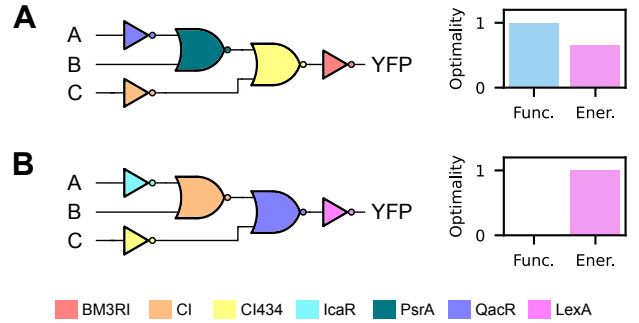 A
A
B
C
YFP
Optimality
1
0
Func. Ener.
B
A
B
C
YFP
Optimality
1
0
Func. Ener.
BM3RI CI CI434 IcaR PsrA QacR LexA